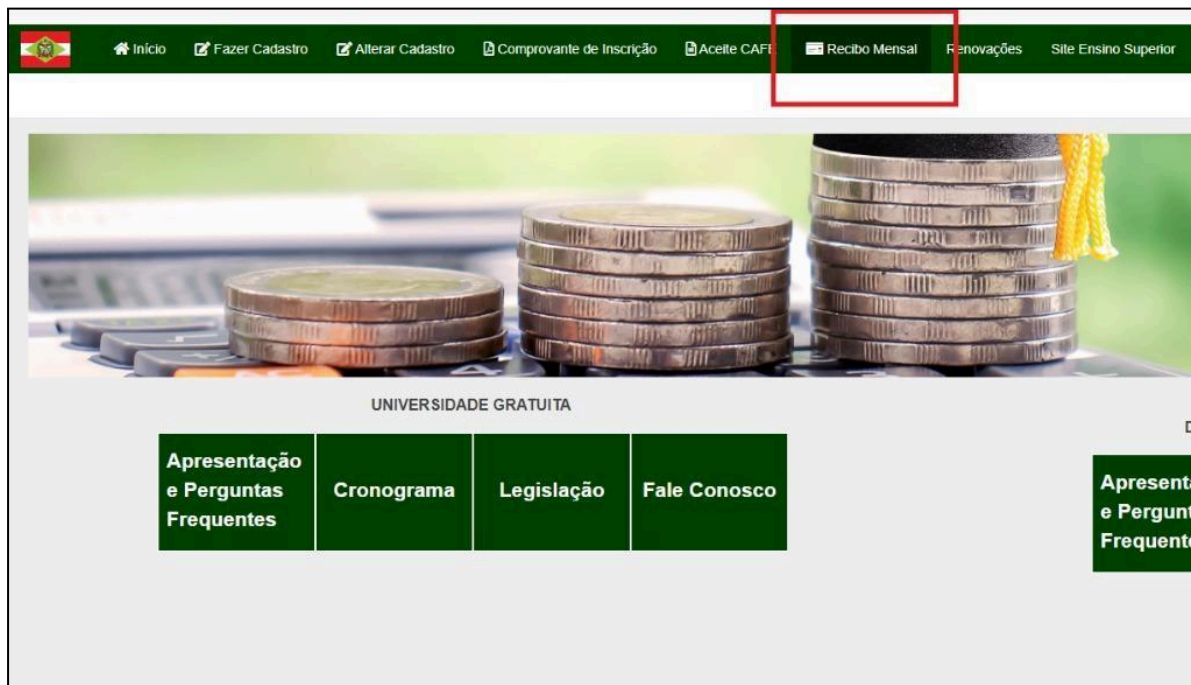 Início Fazer Cadastro Alterar Cadastro Comprovante de Inscrição Aceite CAFE Recibo Mensal Renovações Site Ensino Superior
UNIVERSIDADE GRATUITA
Apresentação
e Perguntas
Frequentes
Cronograma
Legislação
Fale Conosco